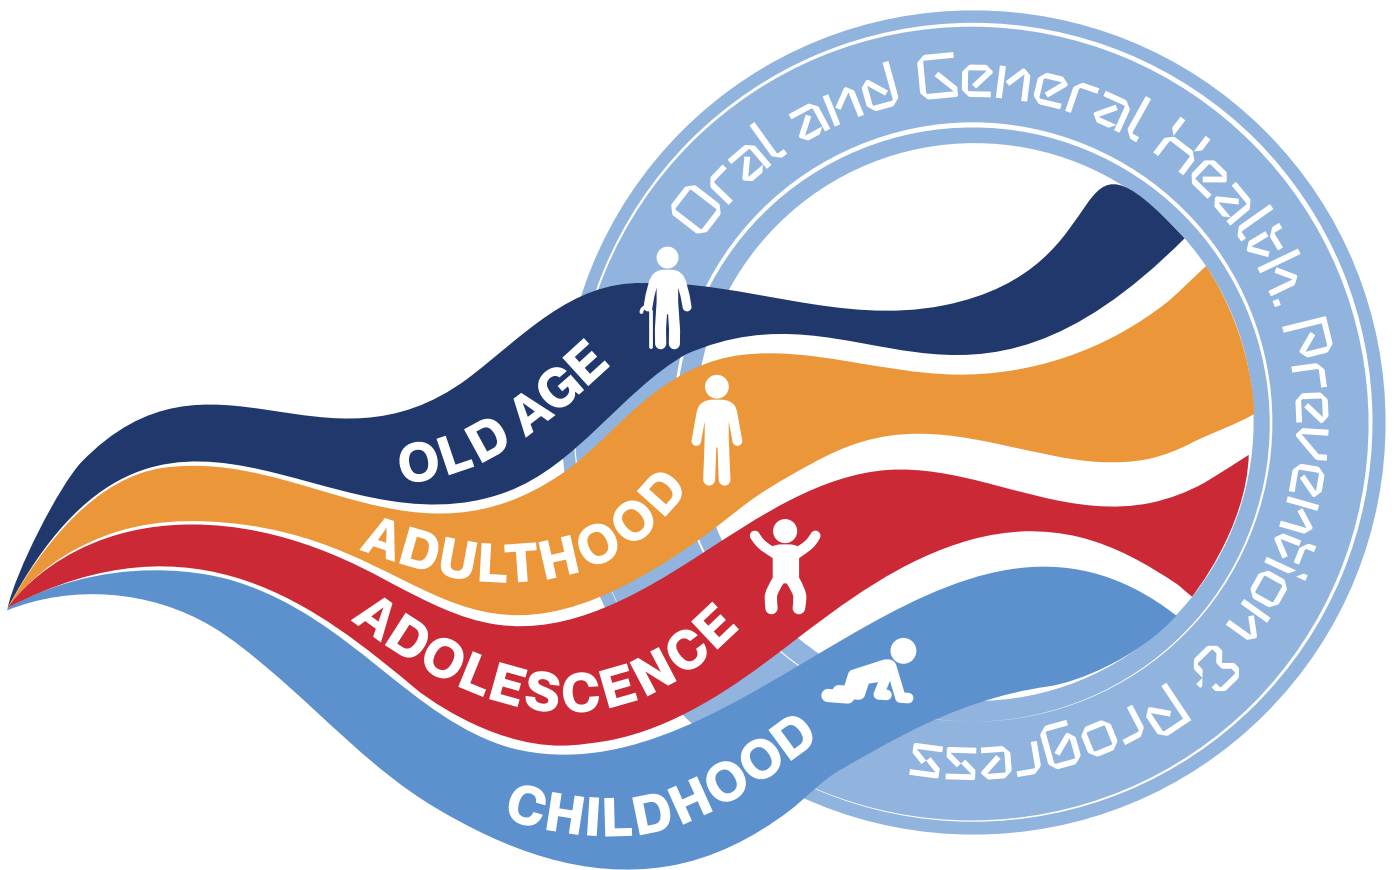 Oral and General Health. Prevention & Progress
OLD AGE
ADULTHOOD
ADOLESCENCE
CHILDHOOD